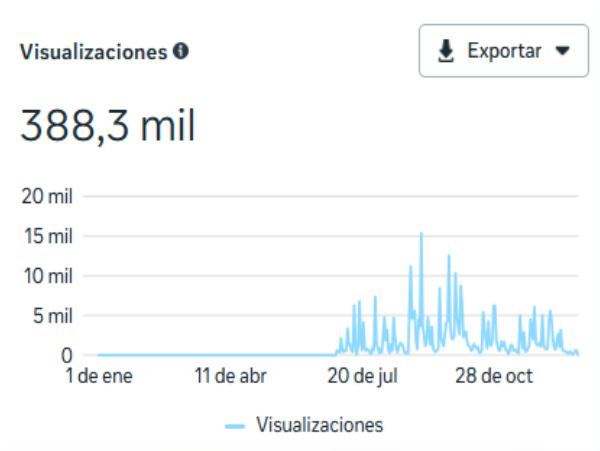 Visualizaciones
Exportar
388,3 mil
20 mil
15 mil
10 mil
5 mil
0
1 de ene 11 de abr 20 de jul 28 de oct
Visualizaciones